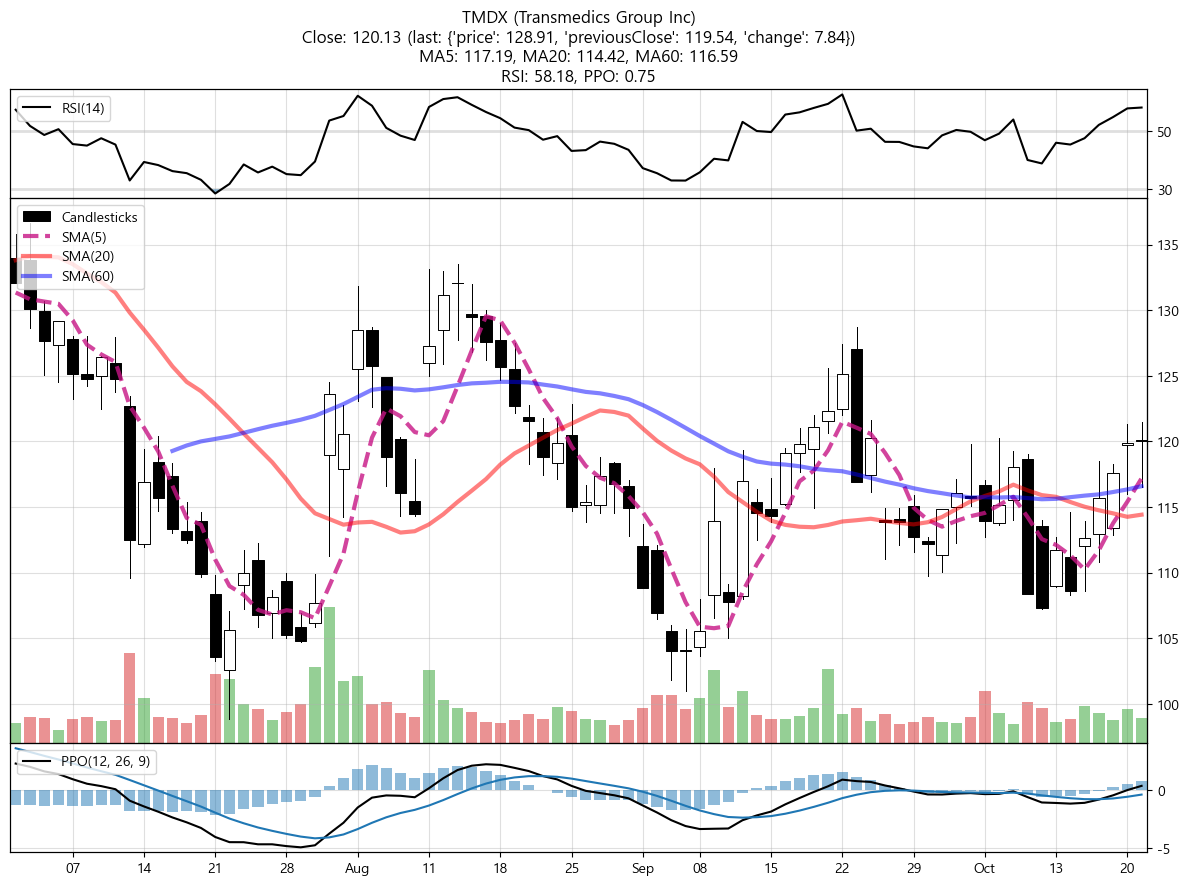 TMDX (Transmedics Group Inc)
Close: 120.13 (last: {'price': 128.91, 'previousClose': 119.54, 'change': 7.84})
MA5: 117.19, MA20: 114.42, MA60: 116.59
RSI: 58.18, PPO: 0.75
RSI(14)
50
30
Candlesticks
SMA(5)
SMA(20)
SMA(60)
135
130
125
120
115
110
105
100
PPO(12, 26, 9)
0
-5
07 14 21 28 Aug 11 18 25 Sep 08 15 22 29 Oct 13 20